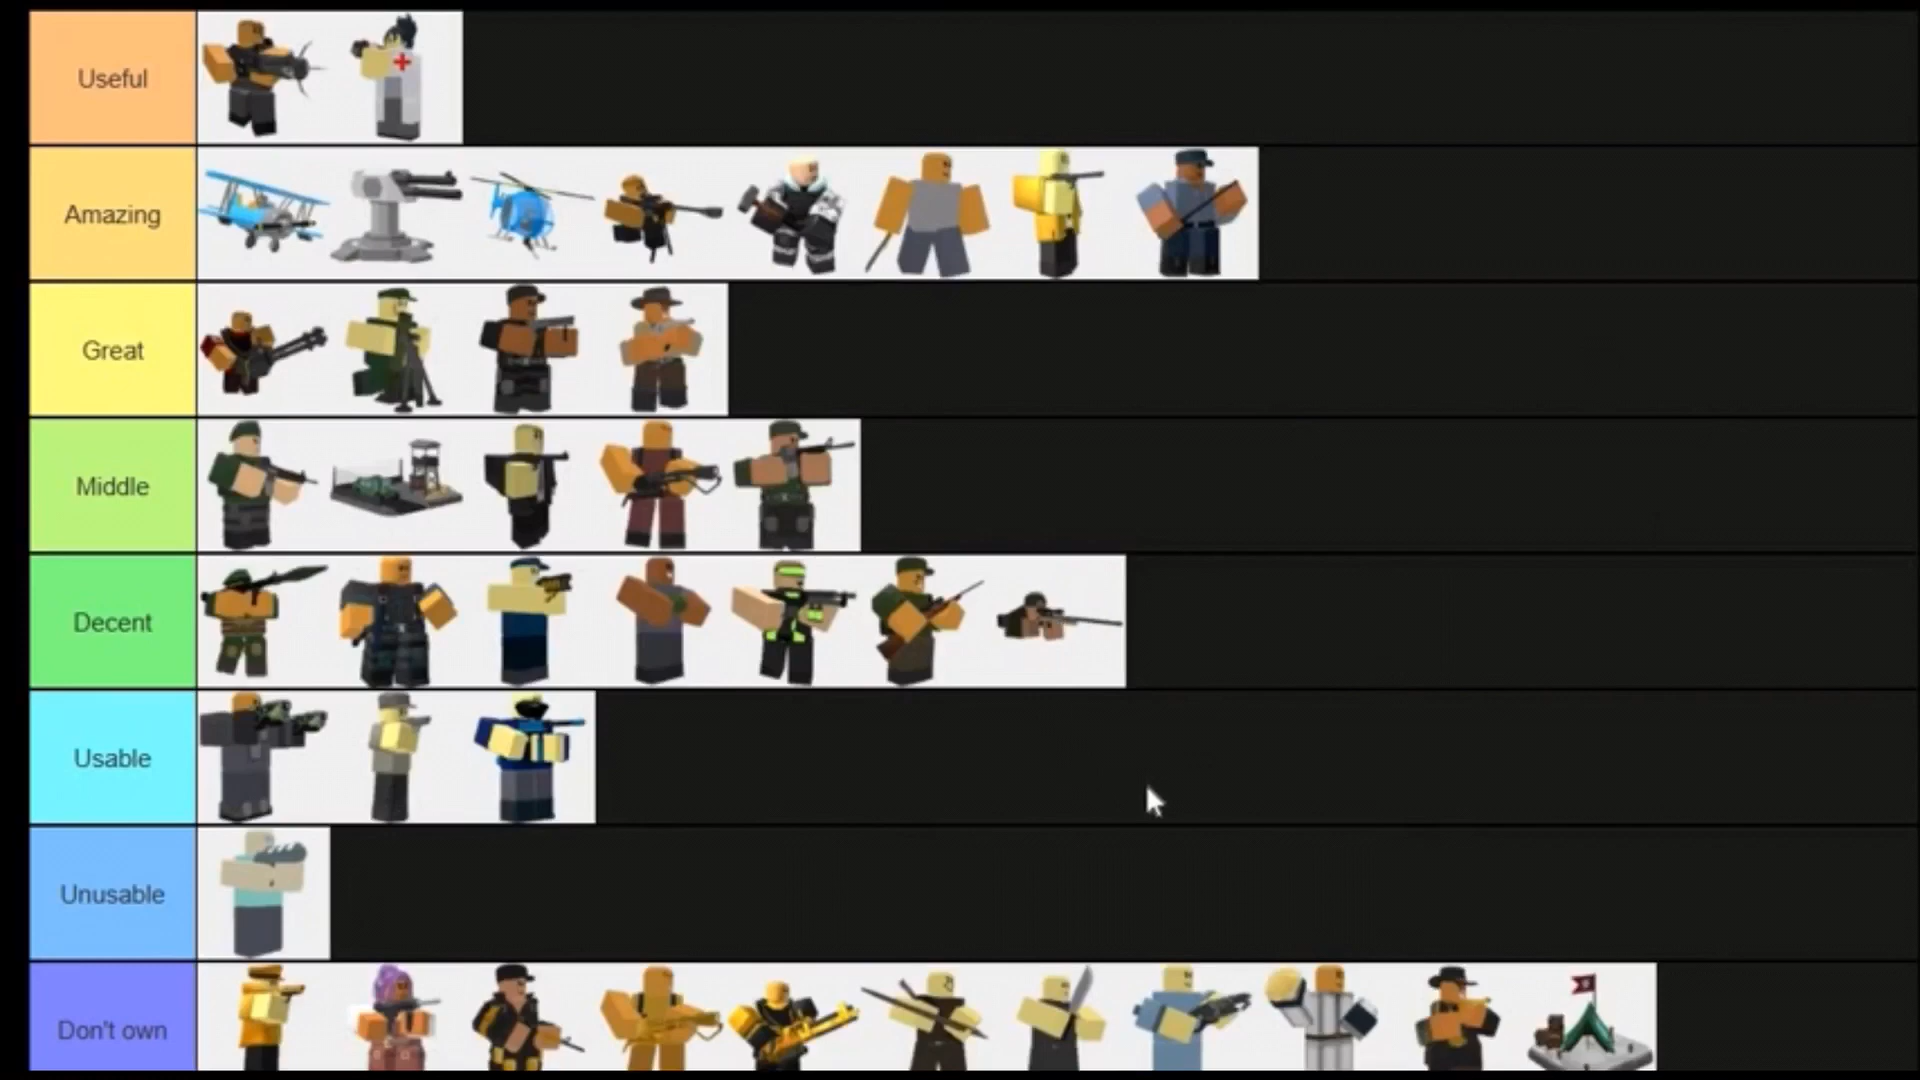 Useful
Amazing
Great
Middle
Decent
Usable
Unusable
Don't own